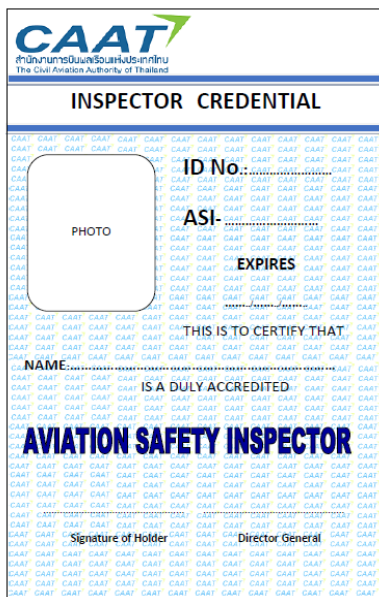 CAAT
สำนักงานการบินพลเรือนแห่งประเทศไทย
The Civil Aviation Authority of Thailand
INSPECTOR CREDENTIAL
PHOTO
ID No.:........................
ASI- ........................
EXPIRES
......./......./.......
THIS IS TO CERTIFY THAT
NAME:..................................................................
IS A DULY ACCREDITED
AVIATION SAFETY INSPECTOR
Signature of Holder Director General